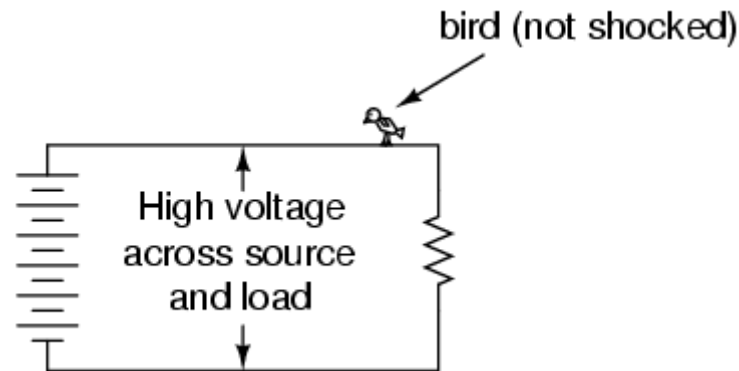 bird (not shocked)
High voltage
across source
and load